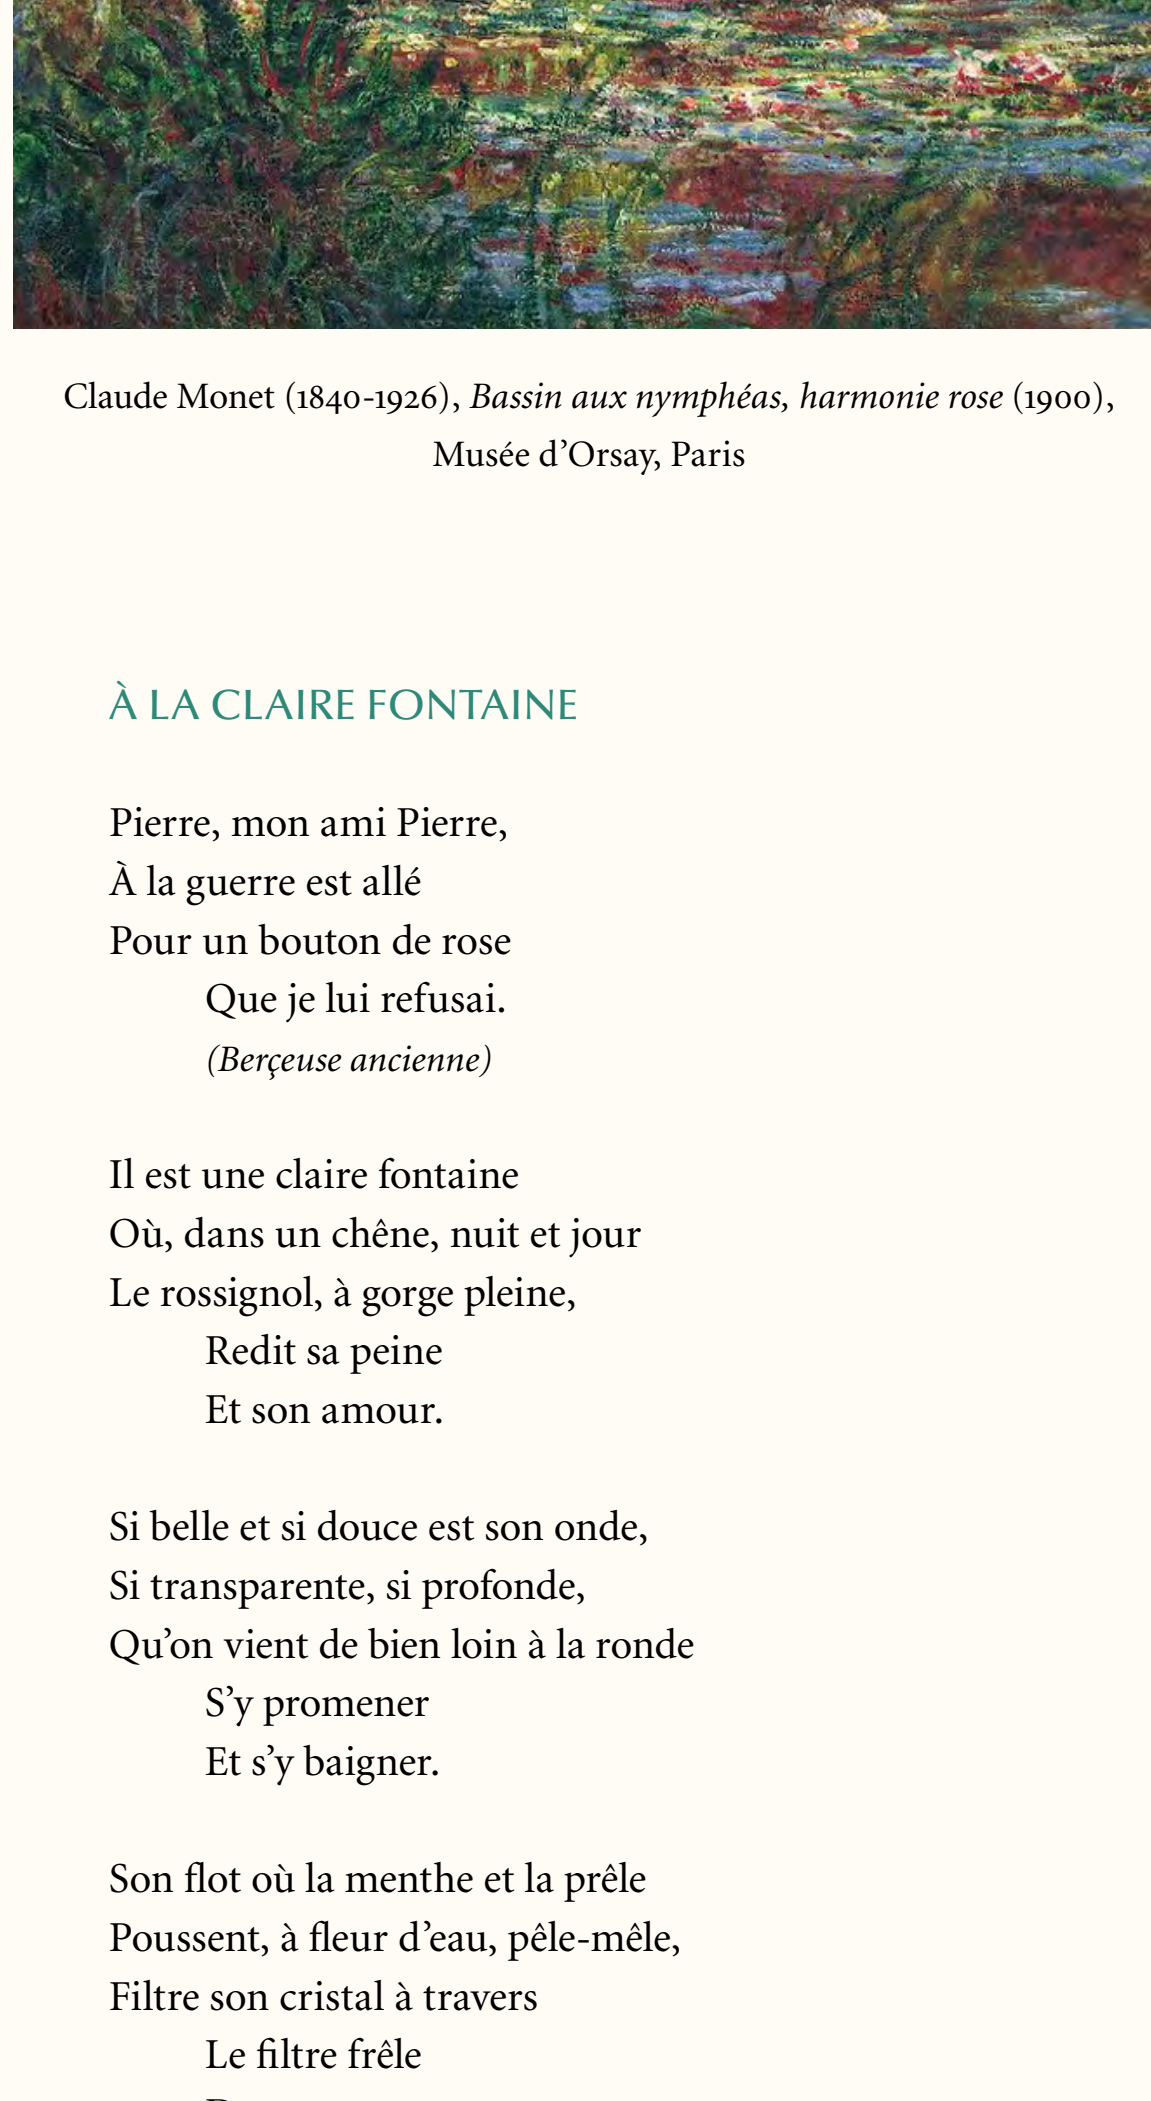 Claude Monet (1840-1926), Bassin aux nymphéas, harmonie rose (1900),
Musée d’Orsay, Paris
À LA CLAIRE FONTAINE
Pierre, mon ami Pierre,
À la guerre est allé
Pour un bouton de rose
Que je lui refusai.
(Berçeuse ancienne)
Il est une claire fontaine
Où, dans un chêne, nuit et jour
Le rossignol, à gorge pleine,
Redit sa peine
Et son amour.
Si belle et si douce est son onde,
Si transparente, si profonde,
Qu’on vient de bien loin à la ronde
S’y promener
Et s’y baigner.
Son flot où la menthe et la prêle
Poussent, à fleur d’eau, pêle-mêle,
Filtre son cristal à travers
Le filtre frêle